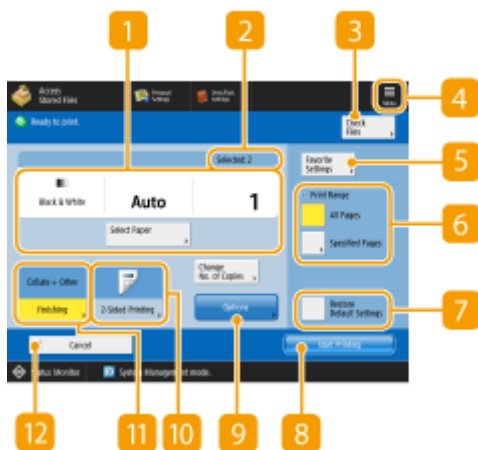 1
2
3
4
5
6
7
8
9
10
11
12
Access
Stored Files
Personal
Settings
Dest./Fwd.
Settings
Menu
Ready to print.
Check
Files
Selected: 2
Favorite
Settings
Black & White
Auto
1
Select Paper
Print Range
All Pages
Specified Pages
Change
No. of Copies
Collate + Other
Finishing
2-Sided Printing
Options
Restore
Default Settings
Cancel
Start Printing
Status Monitor
System Management mode.